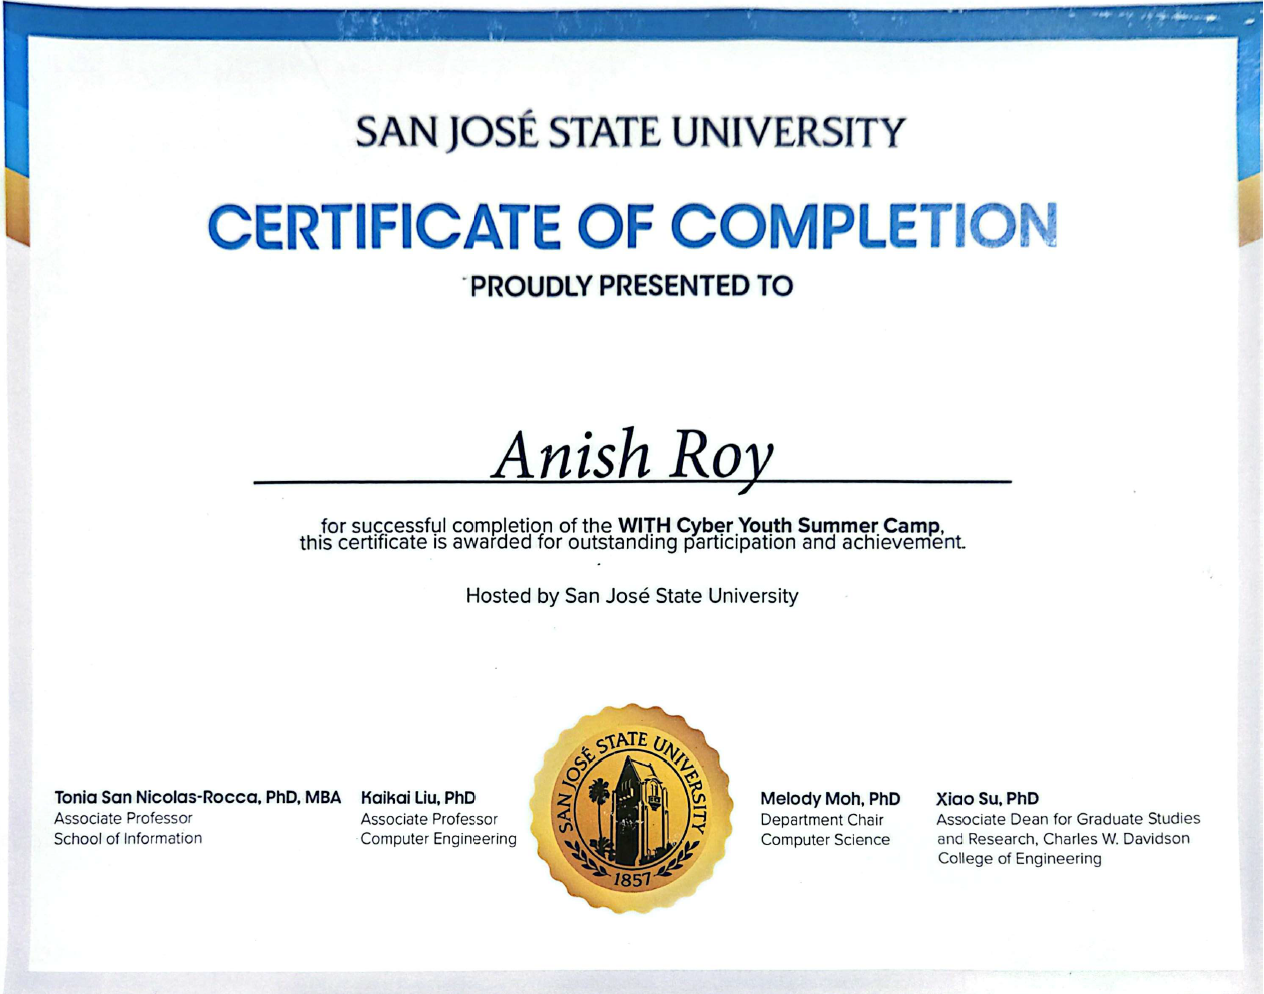 SAN JOSÉ STATE UNIVERSITY
CERTIFICATE OF COMPLETION
PROUDLY PRESENTED TO
Anish Roy
for successful completion of the WITH Cyber Youth Summer Camp,
this certificate is awarded for outstanding participation and achievement.
Hosted by San José State University
Tonia San Nicolas-Rocca, PhD, MBA
Associate Professor
School of Information
Kaikai Liu, PhD
Associate Professor
Computer Engineering
SAN JOSÉ STATE UNIVERSITY
1857
Melody Moh, PhD
Department Chair
Computer Science
Xiao Su, PhD
Associate Dean for Graduate Studies
and Research, Charles W. Davidson
College of Engineering